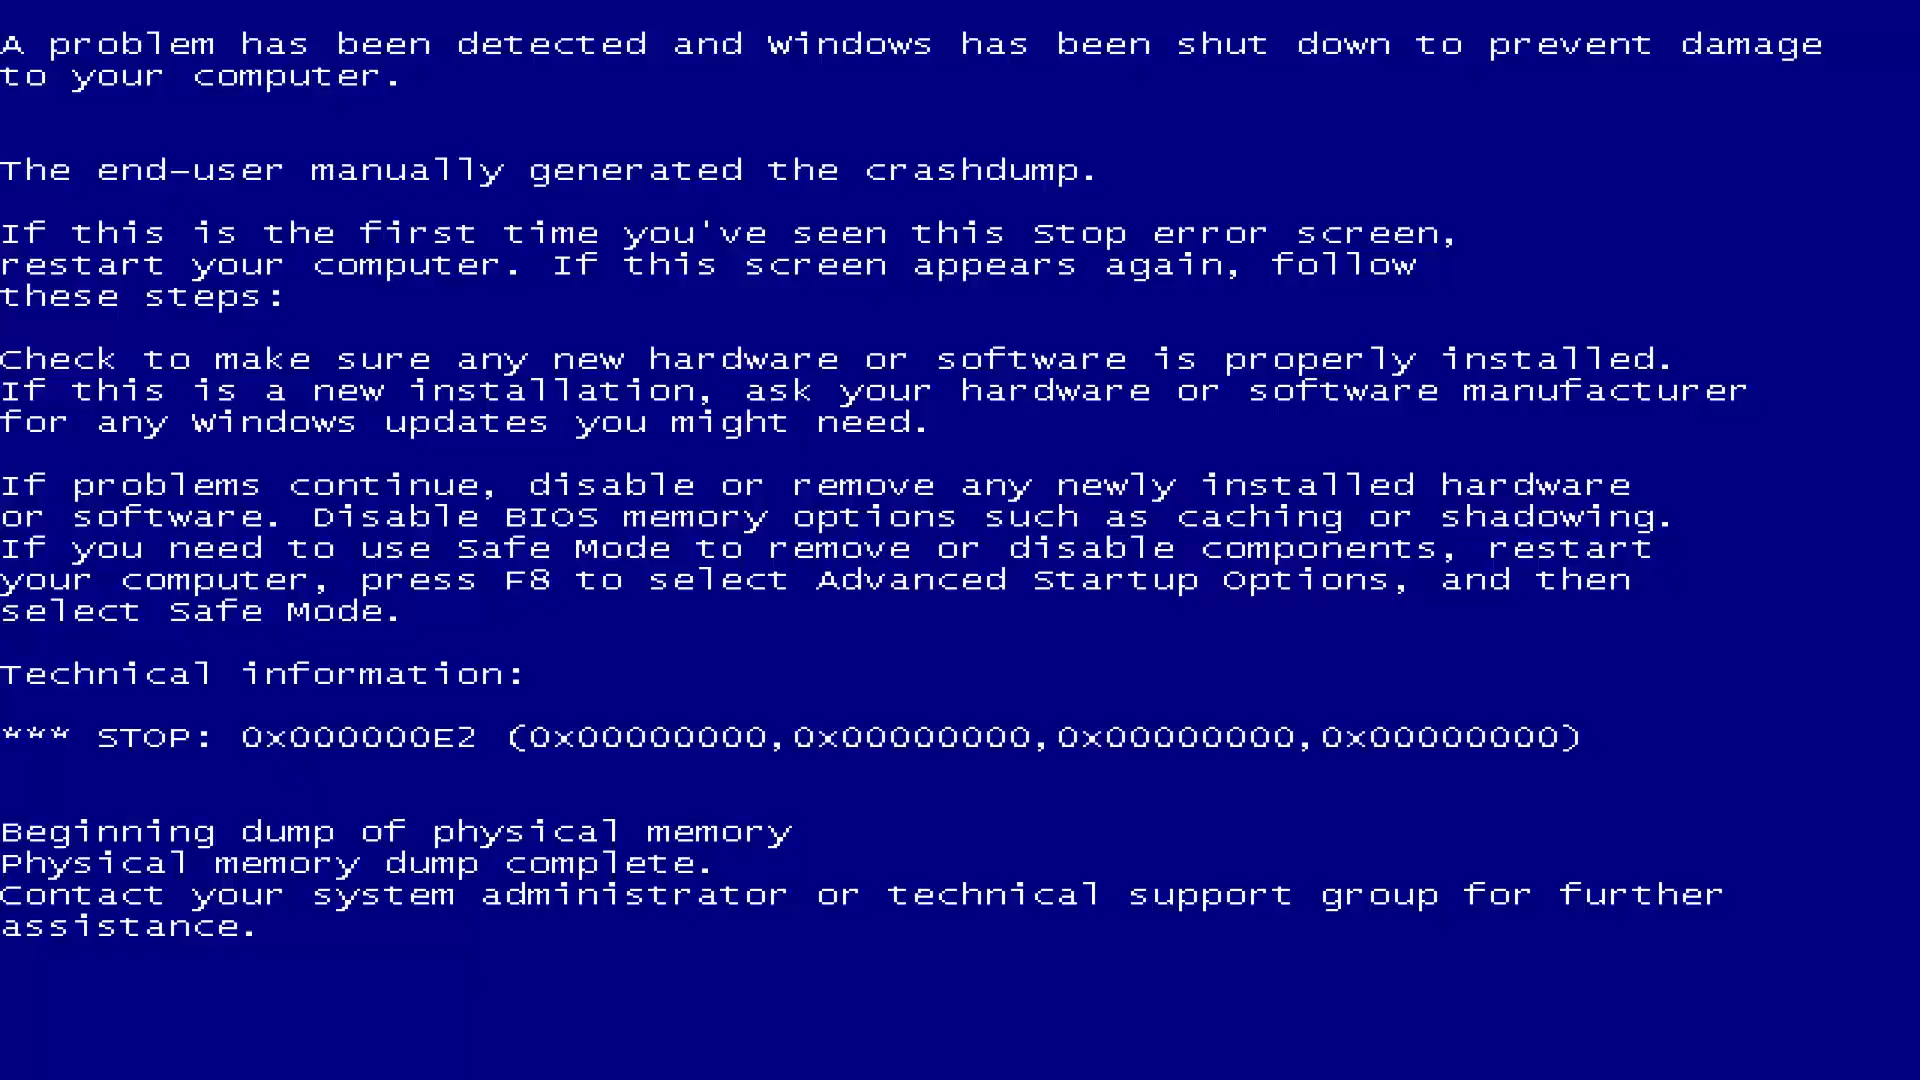 A problem has been detected and Windows has been shut down to prevent damage
to your computer.
The end-user manually generated the crashdump.
If this is the first time you've seen this Stop error screen,
restart your computer. If this screen appears again, follow
these steps:
Check to make sure any new hardware or software is properly installed.
If this is a new installation, ask your hardware or software manufacturer
for any Windows updates you might need.
If problems continue, disable or remove any newly installed hardware
or software. Disable BIOS memory options such as caching or shadowing.
If you need to use Safe Mode to remove or disable components, restart
your computer, press F8 to select Advanced Startup Options, and then
select Safe Mode.
Technical information:
*** STOP: 0x000000E2 (0x00000000,0x00000000,0x00000000,0x00000000)
Beginning dump of physical memory
Physical memory dump complete.
Contact your system administrator or technical support group for further
assistance.